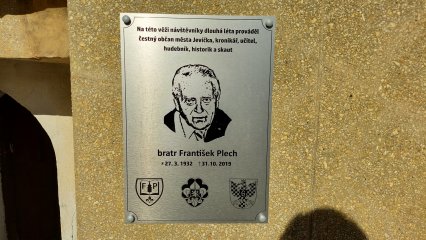 Na této věži návštěvníky dlouhá léta prováděl
čestný občan města Jevíčka, kronikář, učitel,
hudebník, historik a skaut
bratr František Plech
* 27. 3. 1932 † 31. 10. 2019
F P